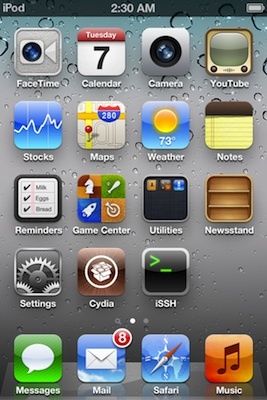 iPod 2:30 AM
Tuesday
7
FaceTime Calendar Camera YouTube
280
73°
Stocks Maps Weather Notes
Milk
Eggs
Bread
Reminders Game Center Utilities Newsstand
>_
Settings Cydia iSSH
8
Messages Mail Safari Music